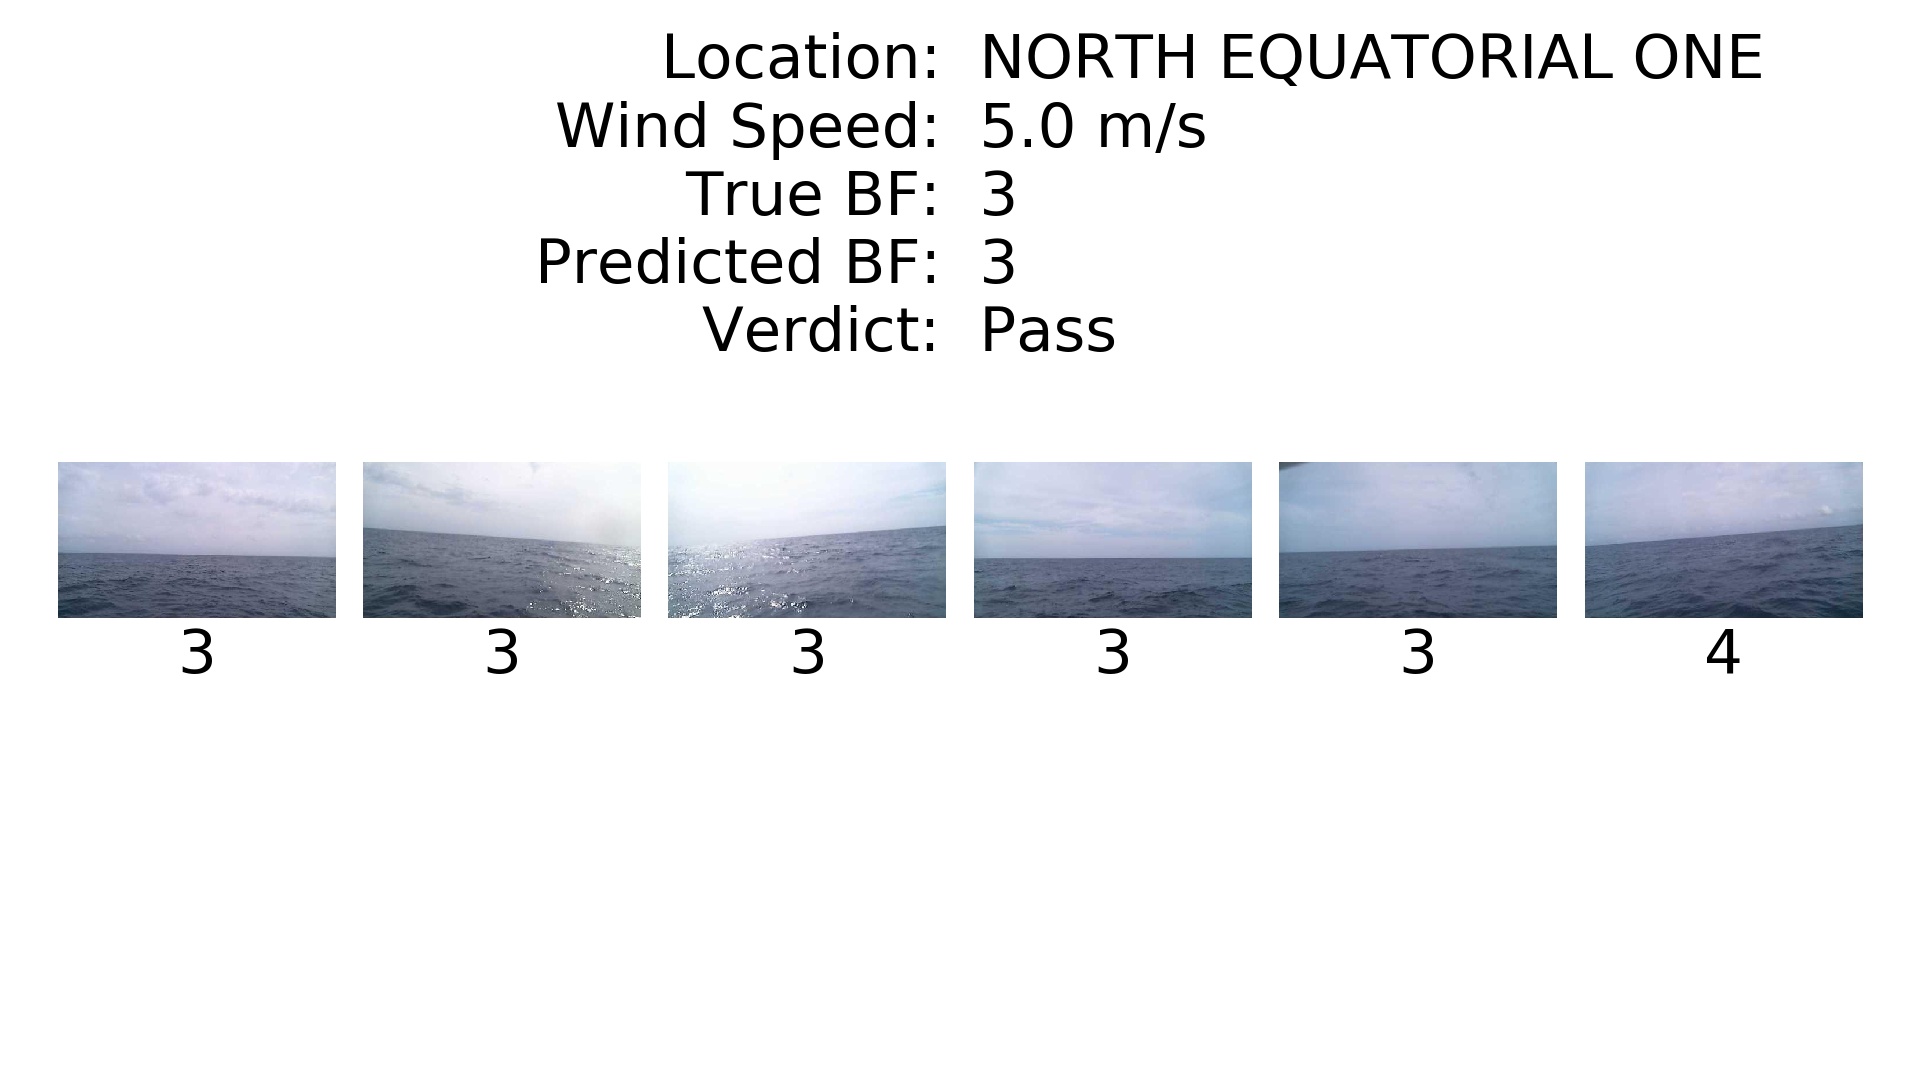 Location: NORTH EQUATORIAL ONE
Wind Speed: 5.0 m/s
True BF: 3
Predicted BF: 3
Verdict: Pass
3 3 3 3 3 4